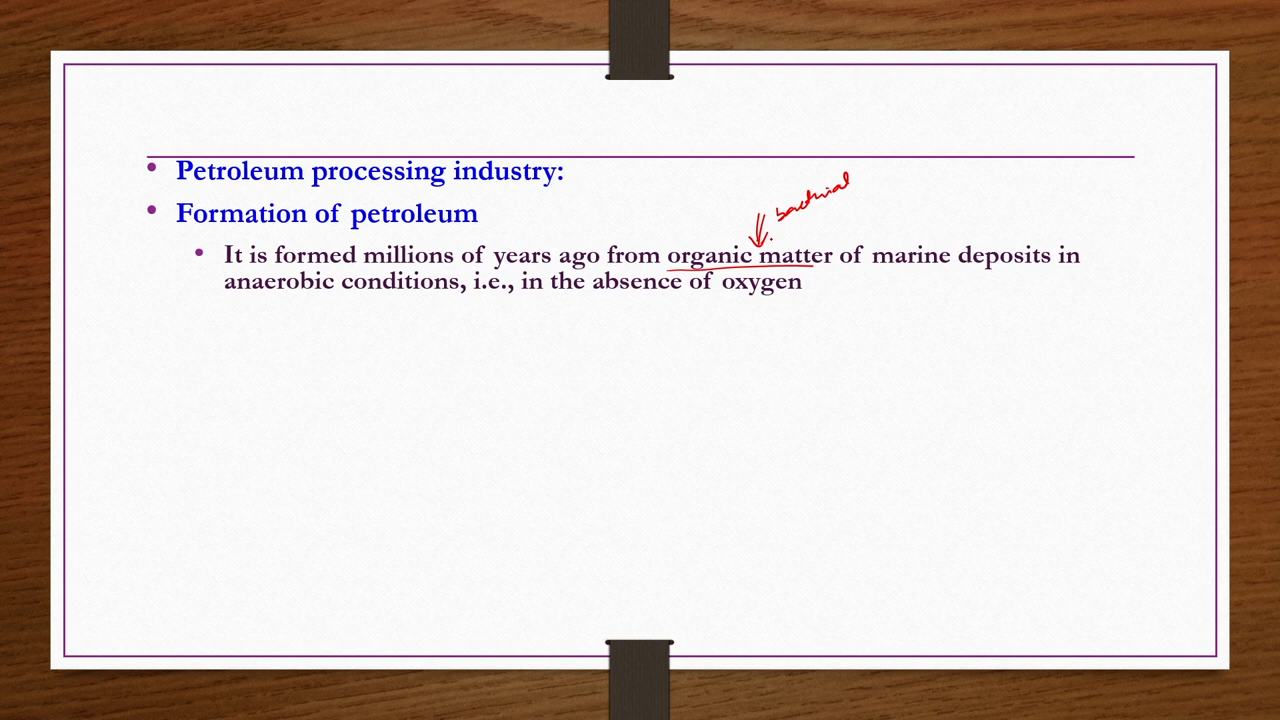 Petroleum processing industry:
Formation of petroleum
bacterial
It is formed millions of years ago from organic matter of marine deposits in
anaerobic conditions, i.e., in the absence of oxygen